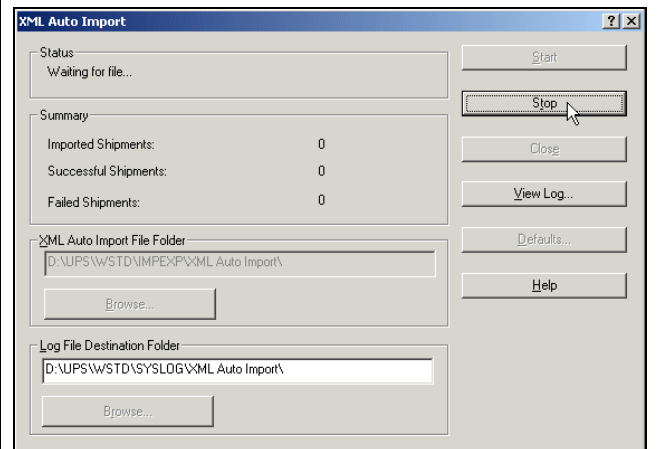 XML Auto Import
Status
Waiting for file...
Summary
Imported Shipments: 0
Successful Shipments: 0
Failed Shipments: 0
XML Auto Import File Folder
D:\UPS\WSTD\IMPEXP\XML Auto Import\
Browse...
Log File Destination Folder
D:\UPS\WSTD\SYSLOG\XML Auto Import\
Browse...
Start
Stop
Close
View Log...
Defaults...
Help